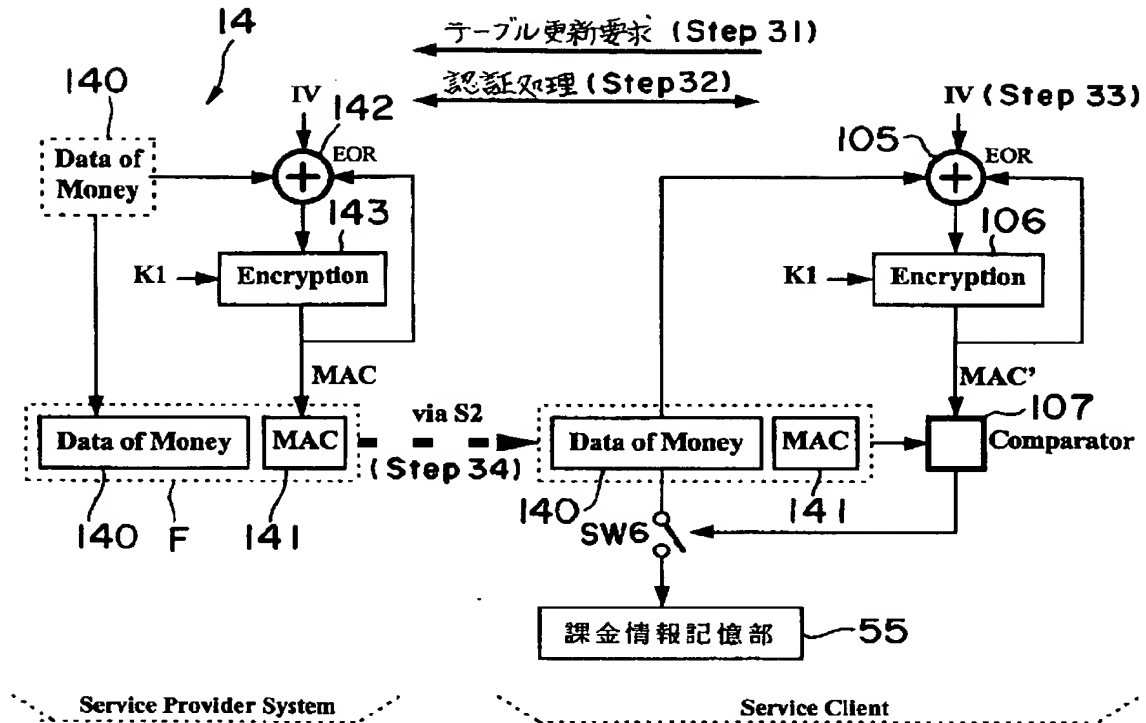 14
テーブル更新要求 (Step 31)
認証処理 (Step 32)
140
IV
142
EOR
Data of
Money
143
K1
Encryption
MAC
Data of Money
MAC
140
F
141
via S2
(Step 34)
IV (Step 33)
105
EOR
106
K1
Encryption
MAC'
107
Comparator
Data of Money
MAC
140
141
SW6
課金情報記憶部
55
Service Provider System
Service Client